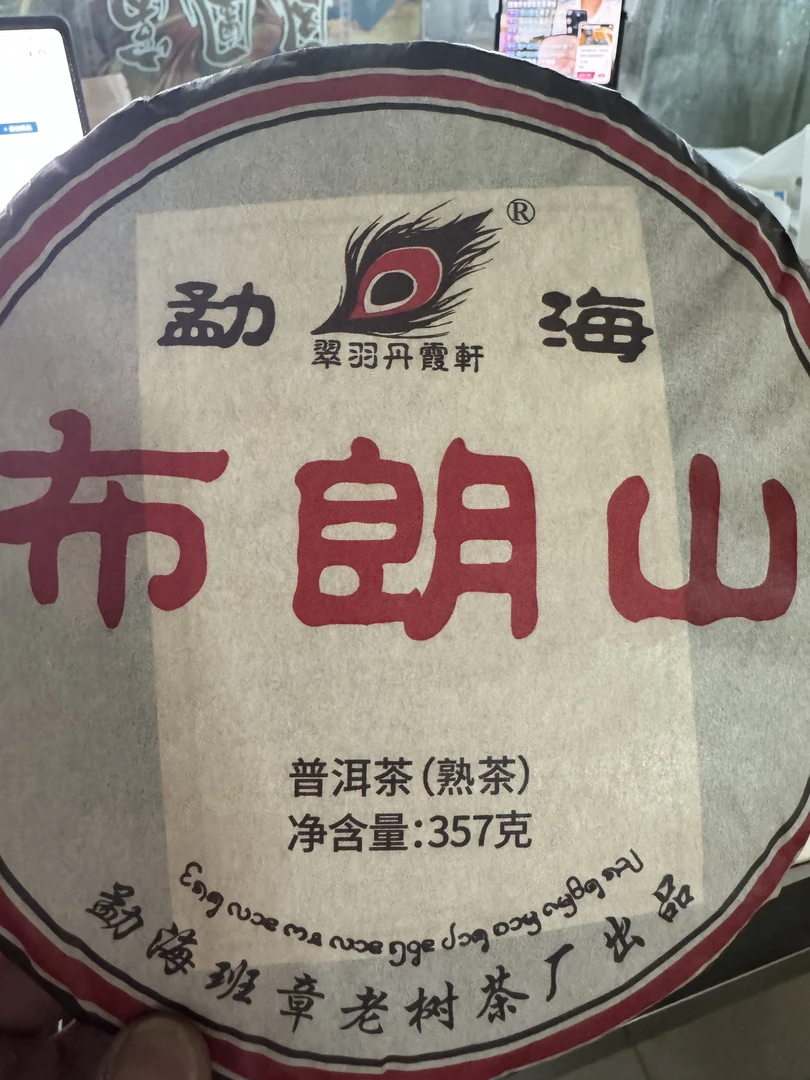 ®
勐 海
翠羽丹霞軒
布朗山
普洱茶(熟茶)
净含量:357克
勐海班章老树茶厂出品